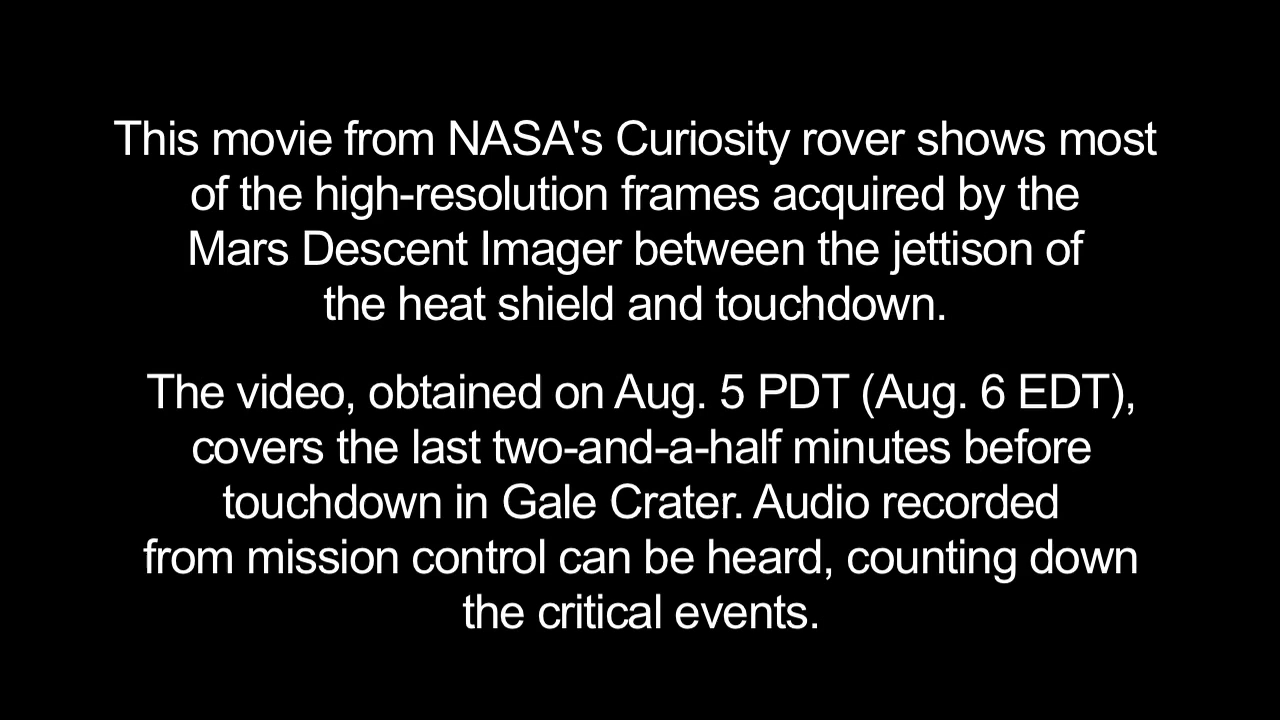 This movie from NASA's Curiosity rover shows most
of the high-resolution frames acquired by the
Mars Descent Imager between the jettison of
the heat shield and touchdown.
The video, obtained on Aug. 5 PDT (Aug. 6 EDT),
covers the last two-and-a-half minutes before
touchdown in Gale Crater. Audio recorded
from mission control can be heard, counting down
the critical events.